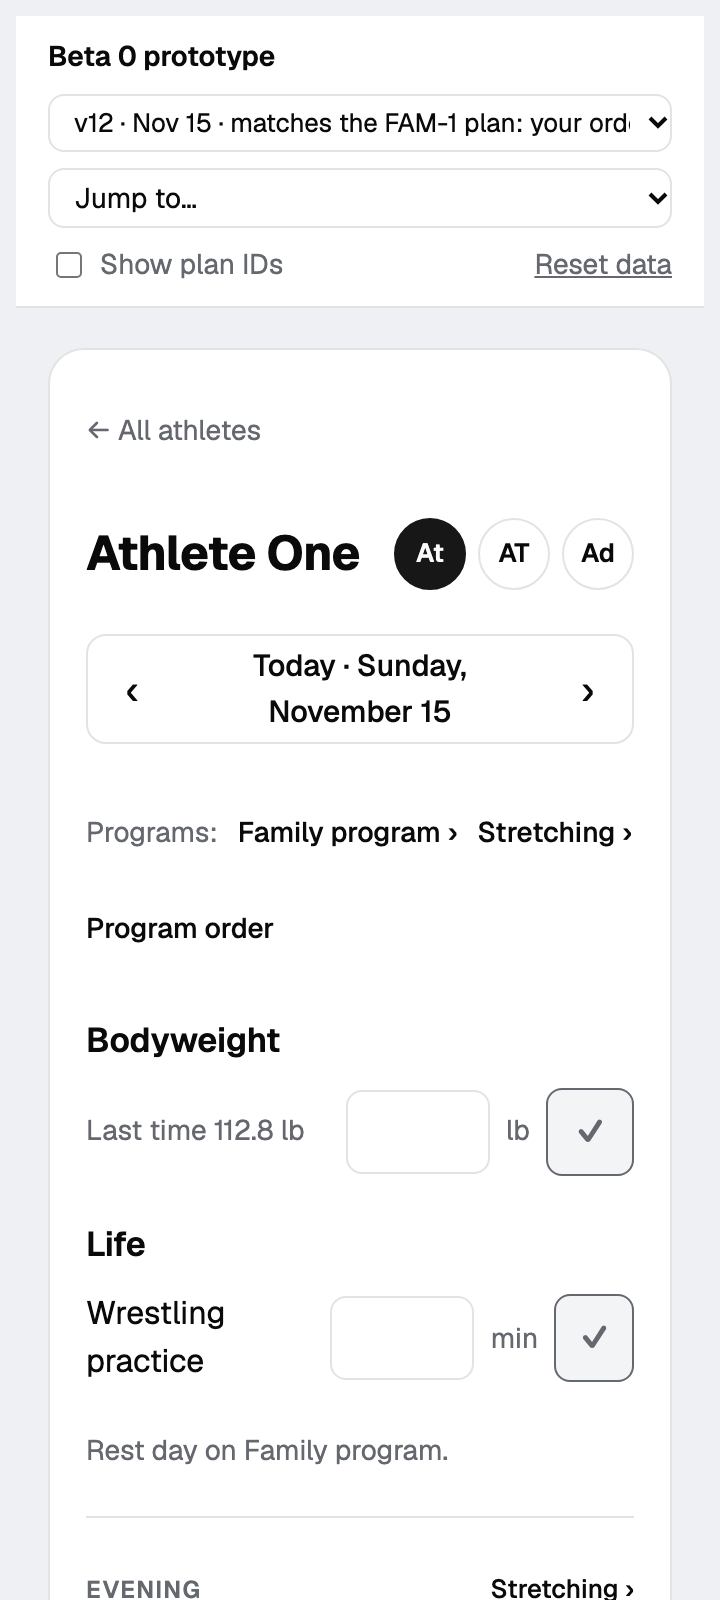 Beta 0 prototype
v12 · Nov 15 · matches the FAM-1 plan: your
Jump to...
Show plan IDs Reset data
← All athletes
Athlete One At AT Ad
‹ Today · Sunday, November 15 ›
Programs: Family program › Stretching ›
Program order
Bodyweight
Last time 112.8 lb lb ✓
Life
Wrestling practice min ✓
Rest day on Family program.
EVENING Stretching ›